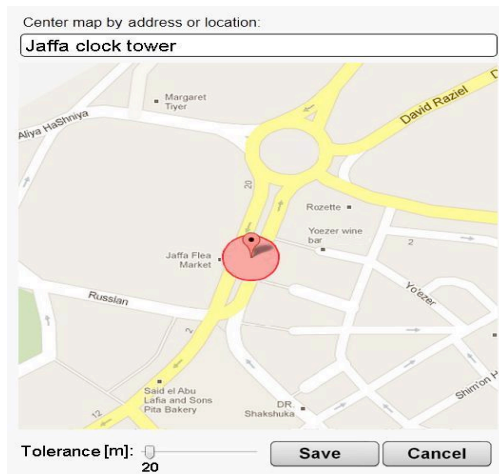 Center map by address or location:
Jaffa clock tower
Margaret
Tiyer
Aliya HaShniya
David Raziel
D
20
Rozette
Yoezer wine
bar
2
Jaffa Flea
Market
Yo'ezer
Russian
2
Shim'on H
Said el Abu
Lafia and Sons
Pita Bakery
DR
Shakshuka
12
Tolerance [m]:
20
Save
Cancel